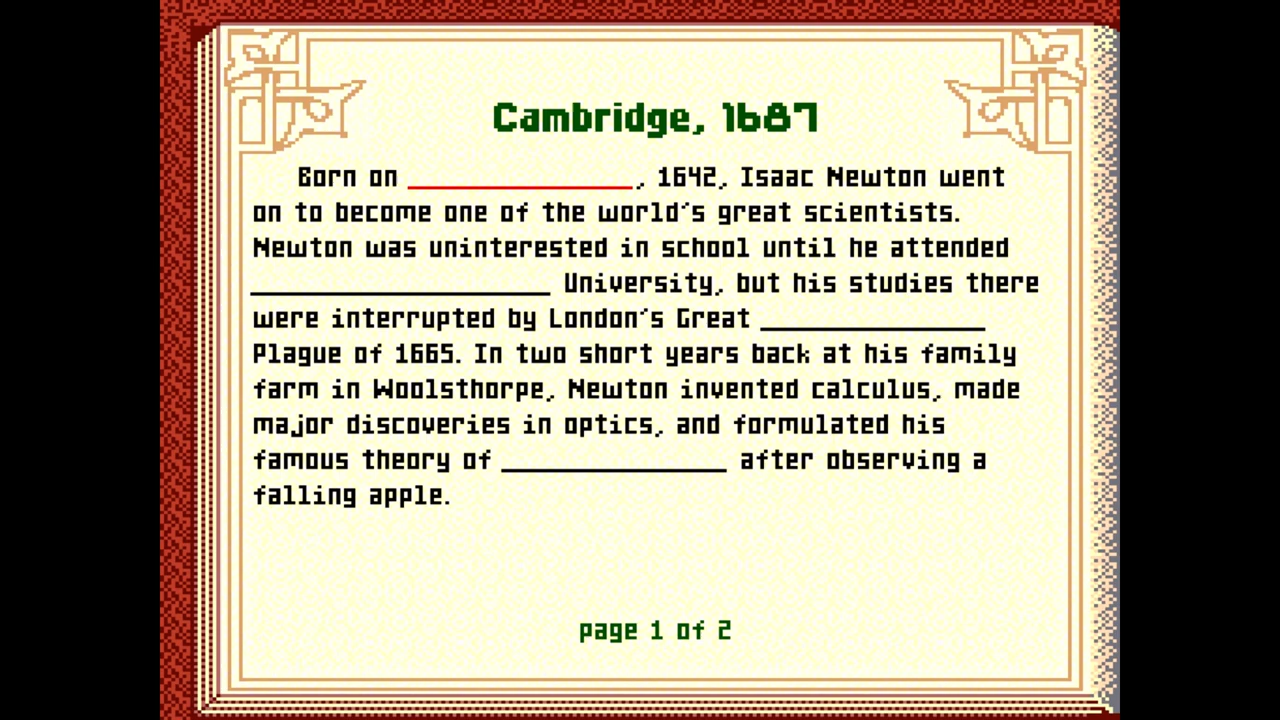 Cambridge, 1687
Born on _______________, 1642, Isaac Newton went
on to become one of the world's great scientists.
Newton was uninterested in school until he attended
____________________ University, but his studies there
were interrupted by London's Great _______________
Plague of 1665. In two short years back at his family
farm in Woolsthorpe, Newton invented calculus, made
major discoveries in optics, and formulated his
famous theory of _______________ after observing a
falling apple.
page 1 of 2